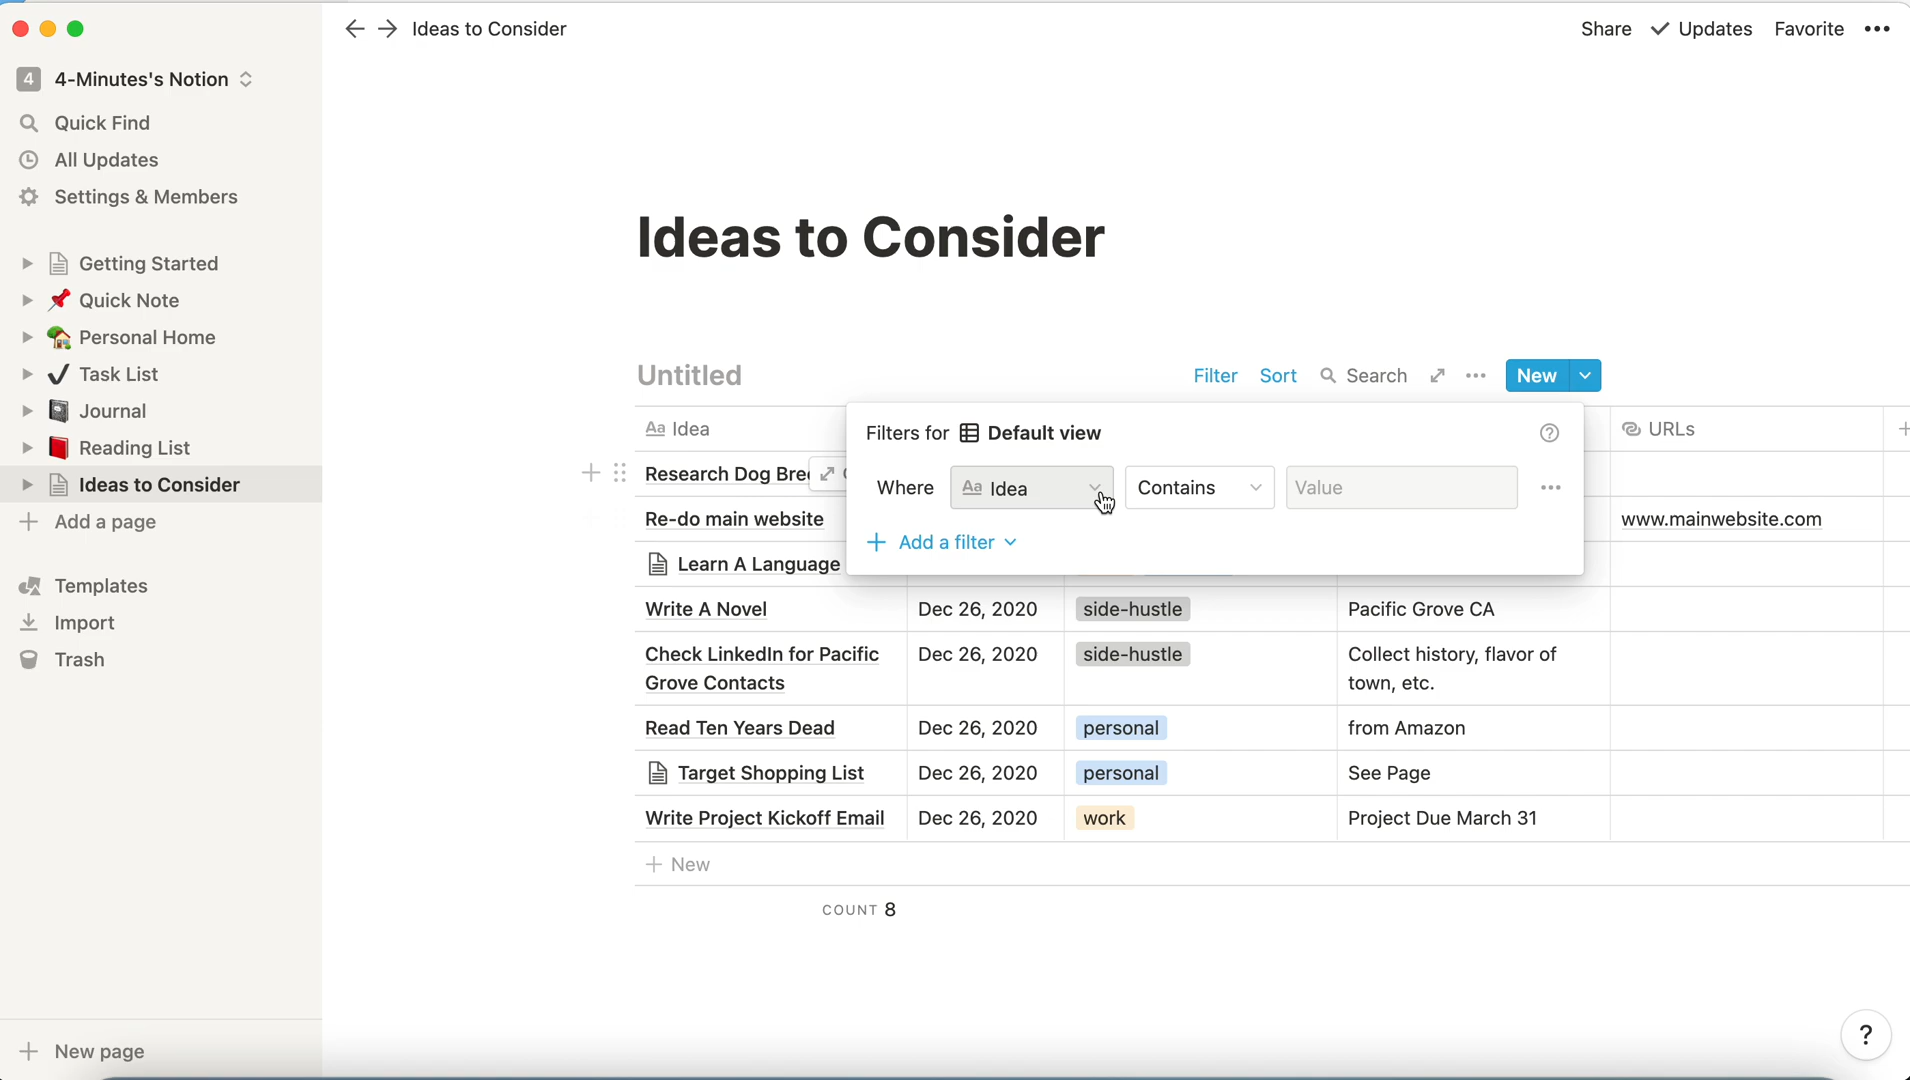 Ideas to Consider
Share
Updates
Favorite
4 4-Minutes's Notion
Quick Find
All Updates
Settings & Members
Getting Started
Quick Note
Personal Home
Task List
Journal
Reading List
Ideas to Consider
Add a page
Templates
Import
Trash
New page
Ideas to Consider
Untitled
Filter
Sort
Search
New
Aa Idea
URLs
Filters for Default view
Where Aa Idea Contains Value
Add a filter
Research Dog
Re-do main website www.mainwebsite.com
Learn A Language
Write A Novel Dec 26, 2020 side-hustle Pacific Grove CA
Check LinkedIn for Pacific Dec 26, 2020 side-hustle Collect history, flavor of
Grove Contacts town, etc.
Read Ten Years Dead Dec 26, 2020 personal from Amazon
Target Shopping List Dec 26, 2020 personal See Page
Write Project Kickoff Email Dec 26, 2020 work Project Due March 31
New
COUNT 8
?